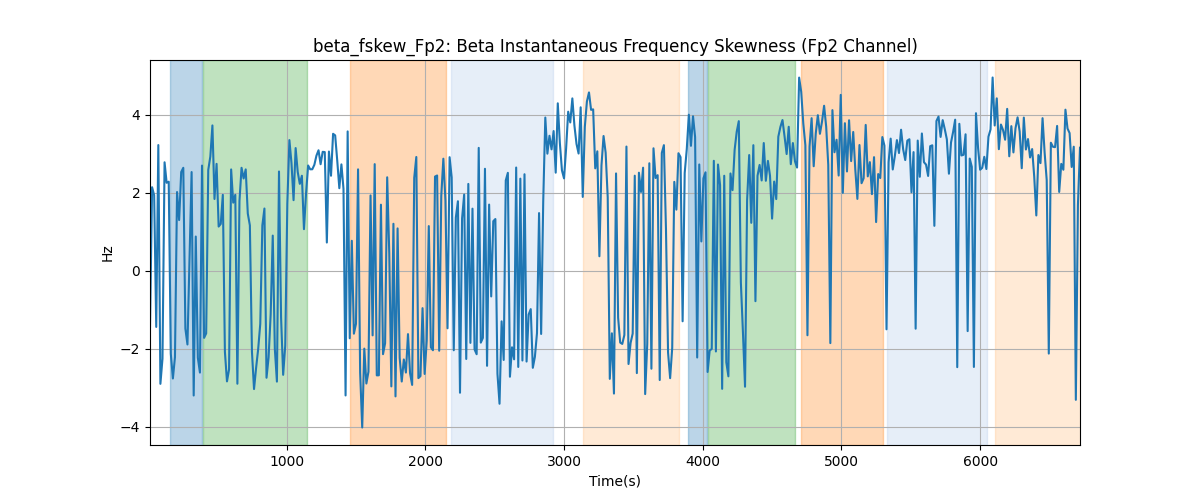 beta_fskew_Fp2: Beta Instantaneous Frequency Skewness (Fp2 Channel)
4
2
0
−2
−4
Hz
1000 2000 3000 4000 5000 6000
Time(s)